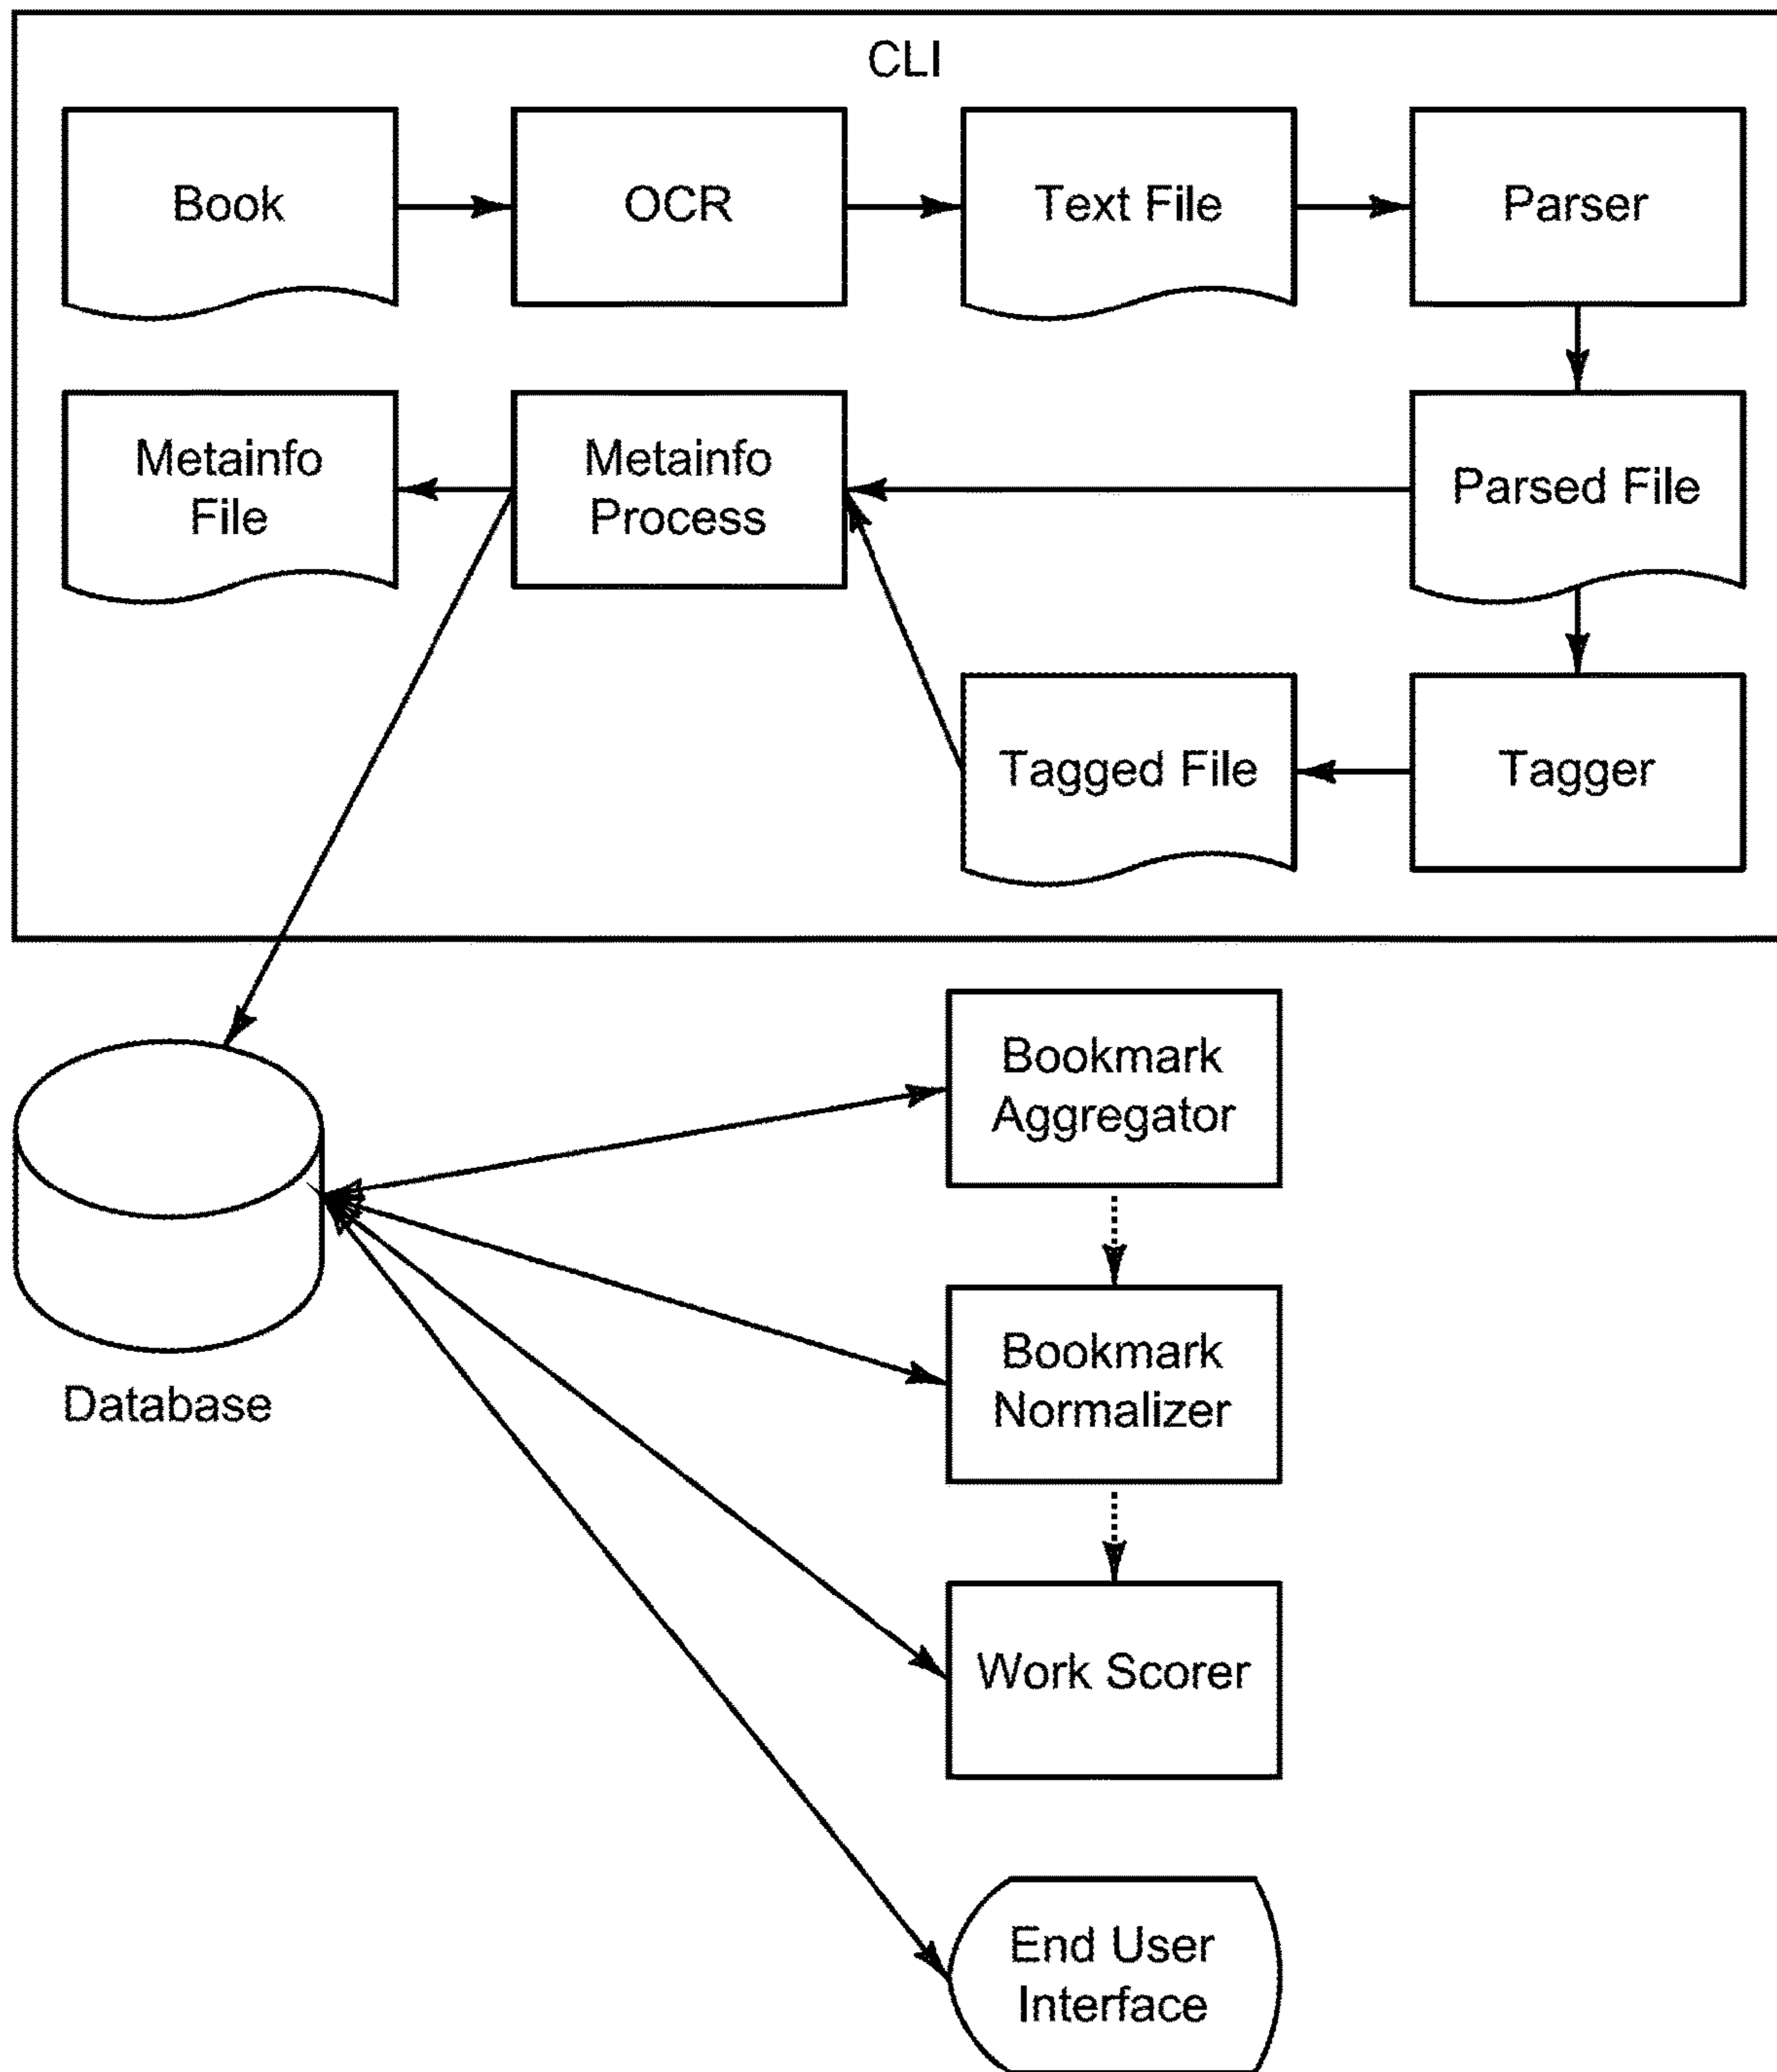 CLI
Book
OCR
Text File
Parser
Metainfo
File
Metainfo
Process
Parsed File
Tagged File
Tagger
Database
Bookmark
Aggregator
Bookmark
Normalizer
Work Scorer
End User
Interface